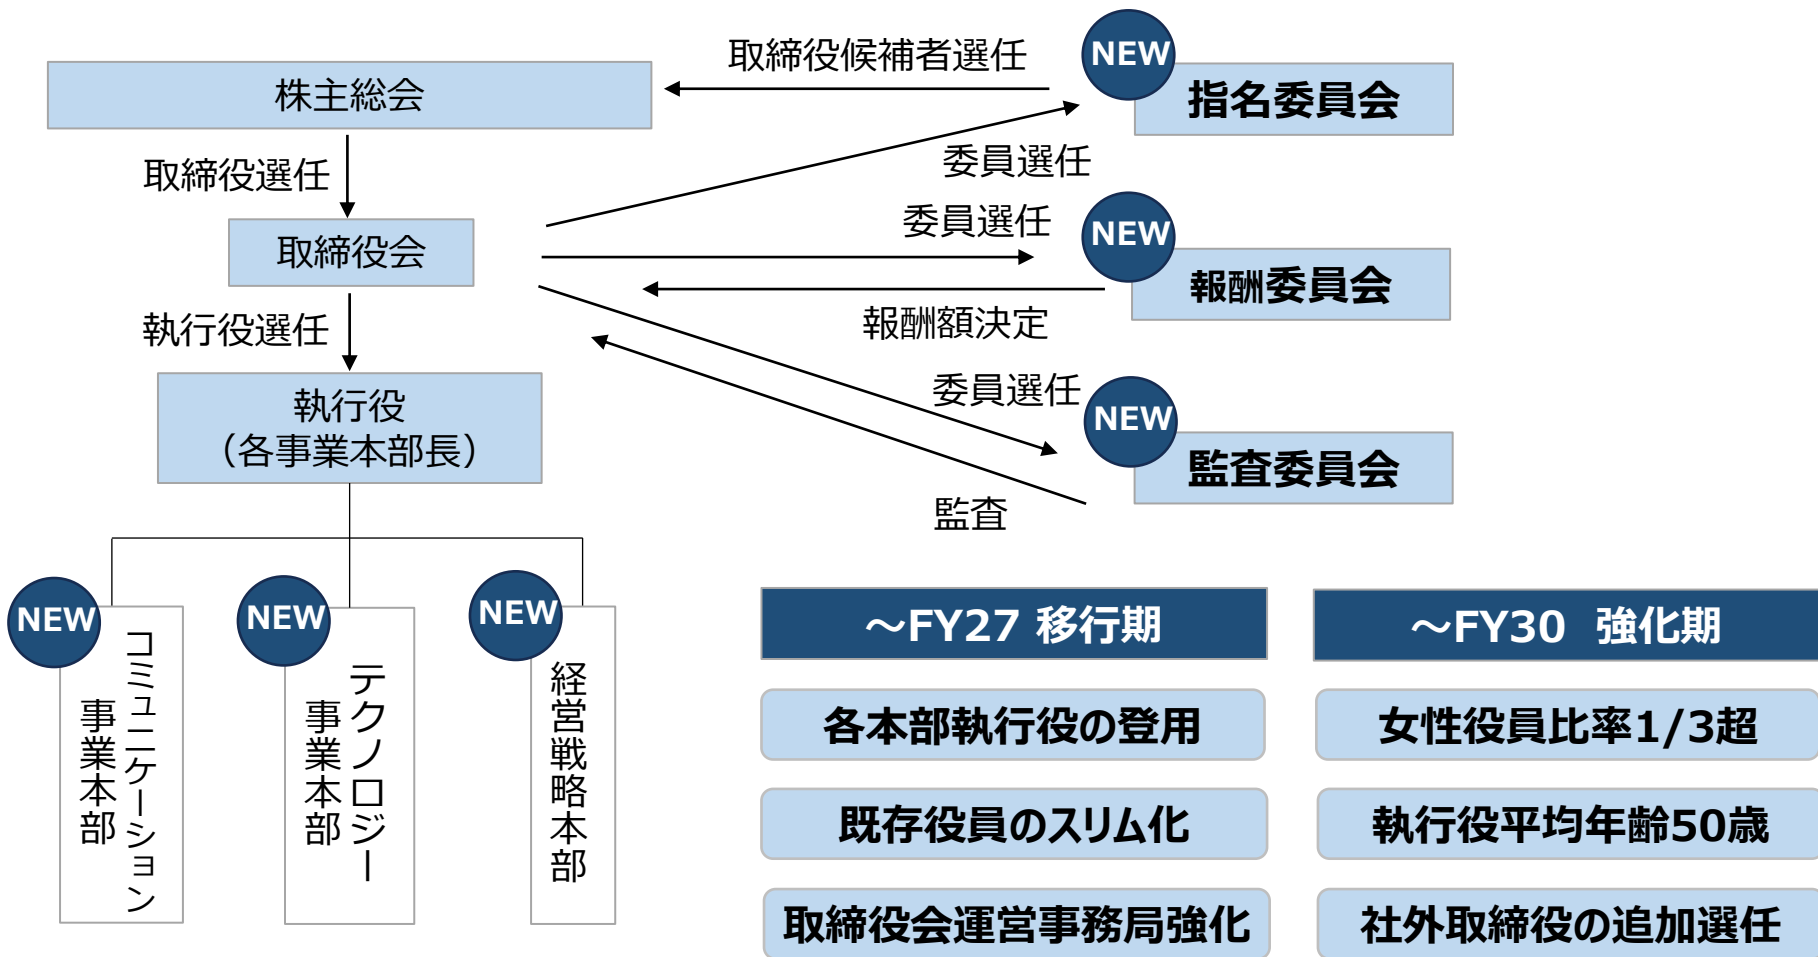 取締役候補者選任
NEW
株主総会
指名委員会
取締役選任
委員選任
NEW
委員選任
取締役会
報酬委員会
執行役選任
報酬額決定
執行役
（各事業本部長）
委員選任
NEW
監査委員会
監査
NEW
コミュニケーション
事業本部
NEW
テクノロジー
事業本部
NEW
経営戦略本部
～FY27 移行期
各本部執行役の登用
既存役員のスリム化
取締役会運営事務局強化
～FY30 強化期
女性役員比率1/3超
執行役平均年齢50歳
社外取締役の追加選任